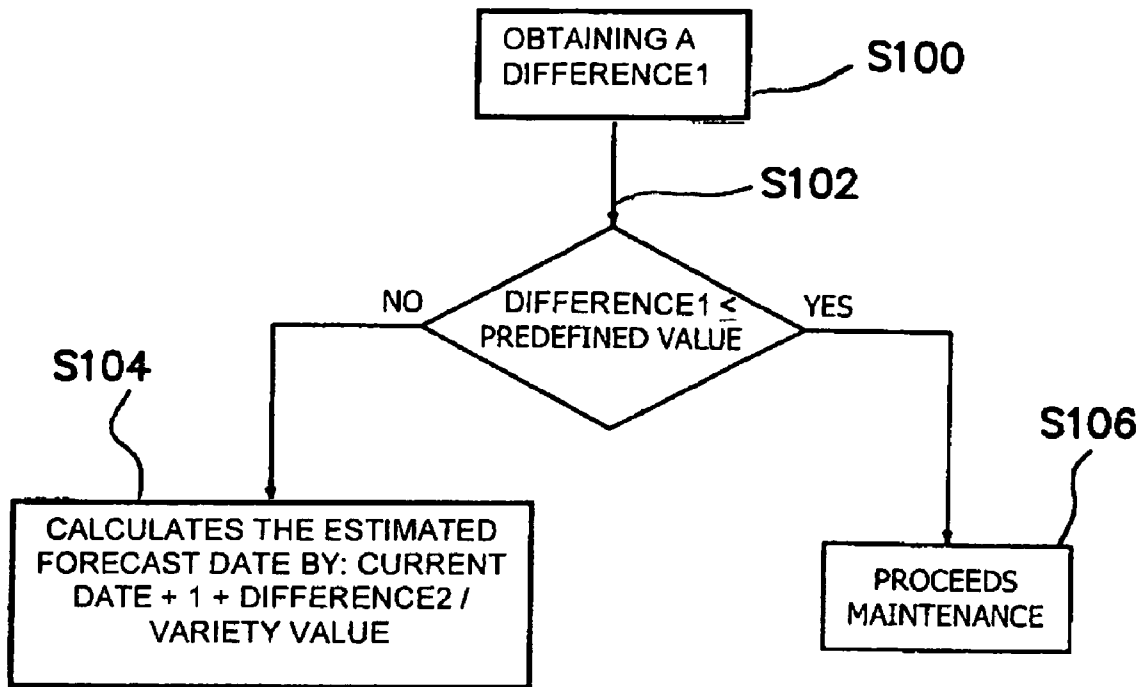 OBTAINING A
DIFFERENCE1
S100
S102
NO
DIFFERENCE1 ≤
PREDEFINED VALUE
YES
S104
S106
CALCULATES THE ESTIMATED
FORECAST DATE BY: CURRENT
DATE + 1 + DIFFERENCE2 /
VARIETY VALUE
PROCEEDS
MAINTENANCE